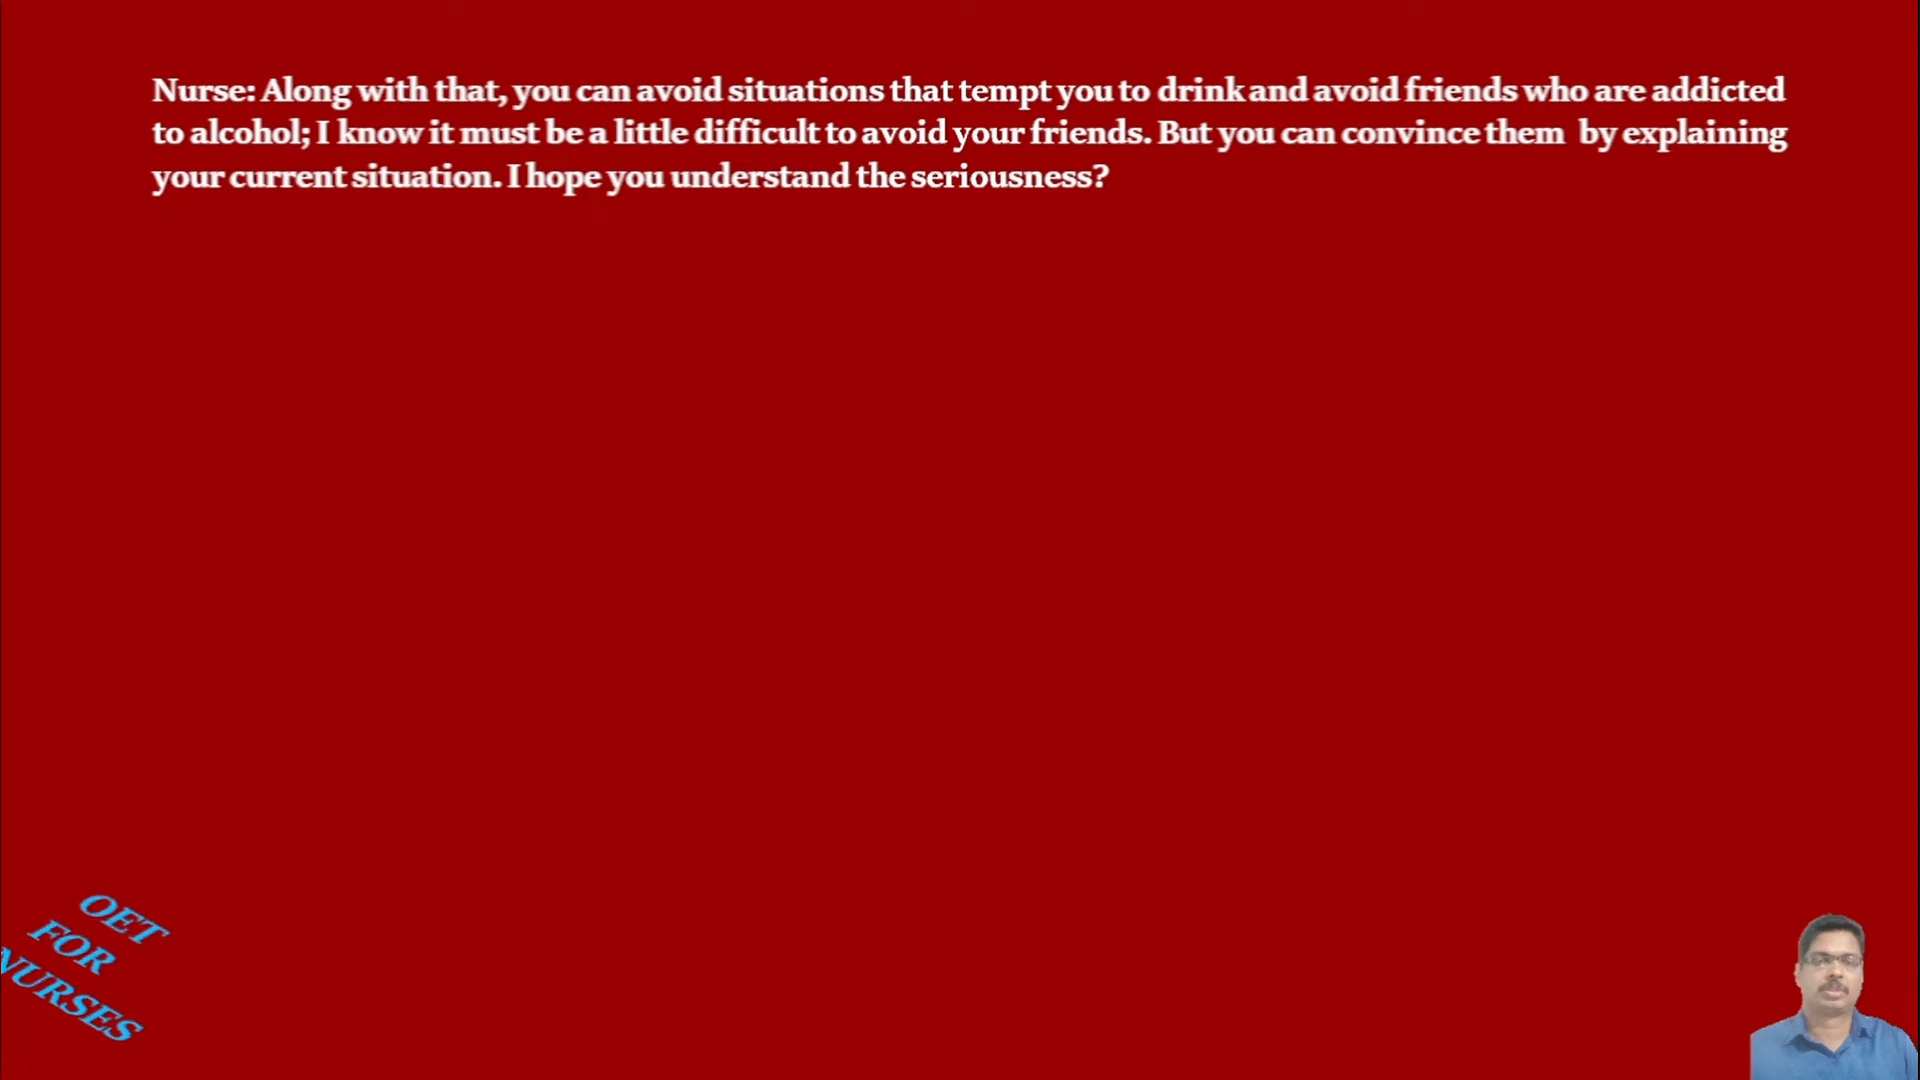 Nurse: Along with that, you can avoid situations that tempt you to drink and avoid friends who are addicted
to alcohol; I know it must be a little difficult to avoid your friends. But you can convince them by explaining
your current situation. I hope you understand the seriousness?
OET
FOR
NURSES